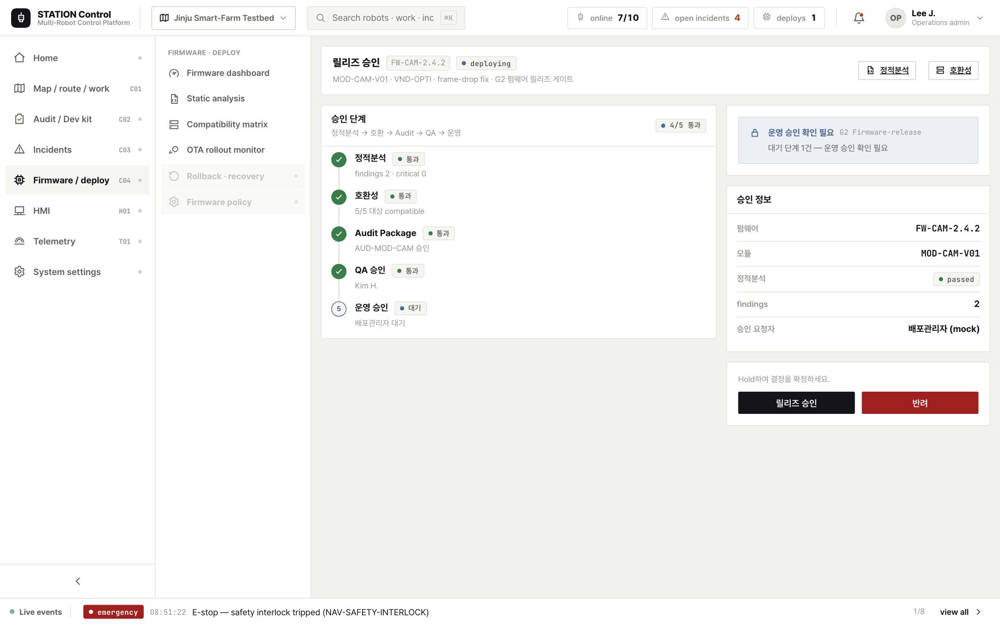 STATION Control
Multi-Robot Control Platform
Jinju Smart-Farm Testbed
Search robots · work · inc
⌘K
online 7/10
open incidents 4
deploys 1
OP
Lee J.
Operations admin
Home
Map / route / work C01
Audit / Dev kit C02
Incidents C03
Firmware / deploy C04
HMI H01
Telemetry T01
System settings
FIRMWARE · DEPLOY
Firmware dashboard
Static analysis
Compatibility matrix
OTA rollout monitor
Rollback · recovery
Firmware policy
릴리즈 승인 FW-CAM-2.4.2 deploying
MOD-CAM-V01 · VND-OPTI · frame-drop fix · G2 펌웨어 릴리즈 게이트
정적분석
호환성
승인 단계
정적분석 → 호환 → Audit → QA → 운영
4/5 통과
정적분석 통과
findings 2 · critical 0
호환성 통과
5/5 대상 compatible
Audit Package 통과
AUD-MOD-CAM 승인
QA 승인 통과
Kim H.
5 운영 승인 대기
배포관리자 대기
운영 승인 확인 필요 G2 Firmware-release
대기 단계 1건 — 운영 승인 확인 필요
승인 정보
펌웨어 FW-CAM-2.4.2
모듈 MOD-CAM-V01
정적분석 passed
findings 2
승인 요청자 배포관리자 (mock)
Hold하여 결정을 확정하세요.
릴리즈 승인
반려
Live events
emergency 08:51:22 E-stop — safety interlock tripped (NAV-SAFETY-INTERLOCK)
1/8
view all